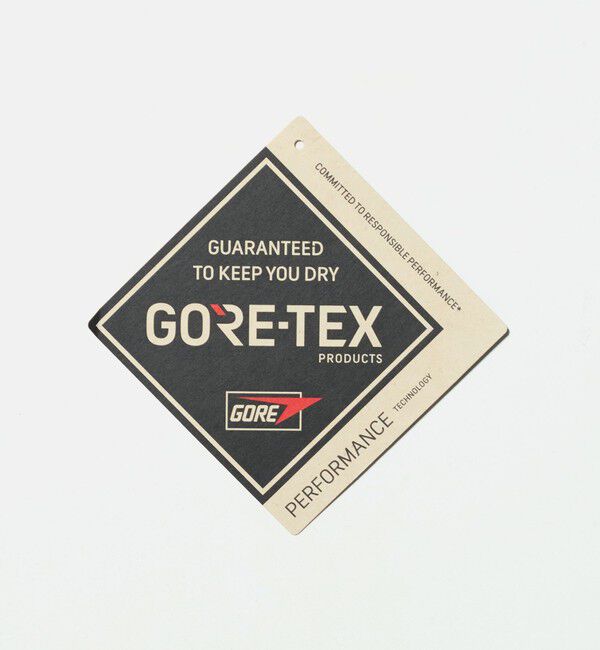 COMMITTED TO RESPONSIBLE PERFORMANCE*
GUARANTEED
TO KEEP YOU DRY
GORE-TEX
PRODUCTS
GORE
PERFORMANCE TECHNOLOGY